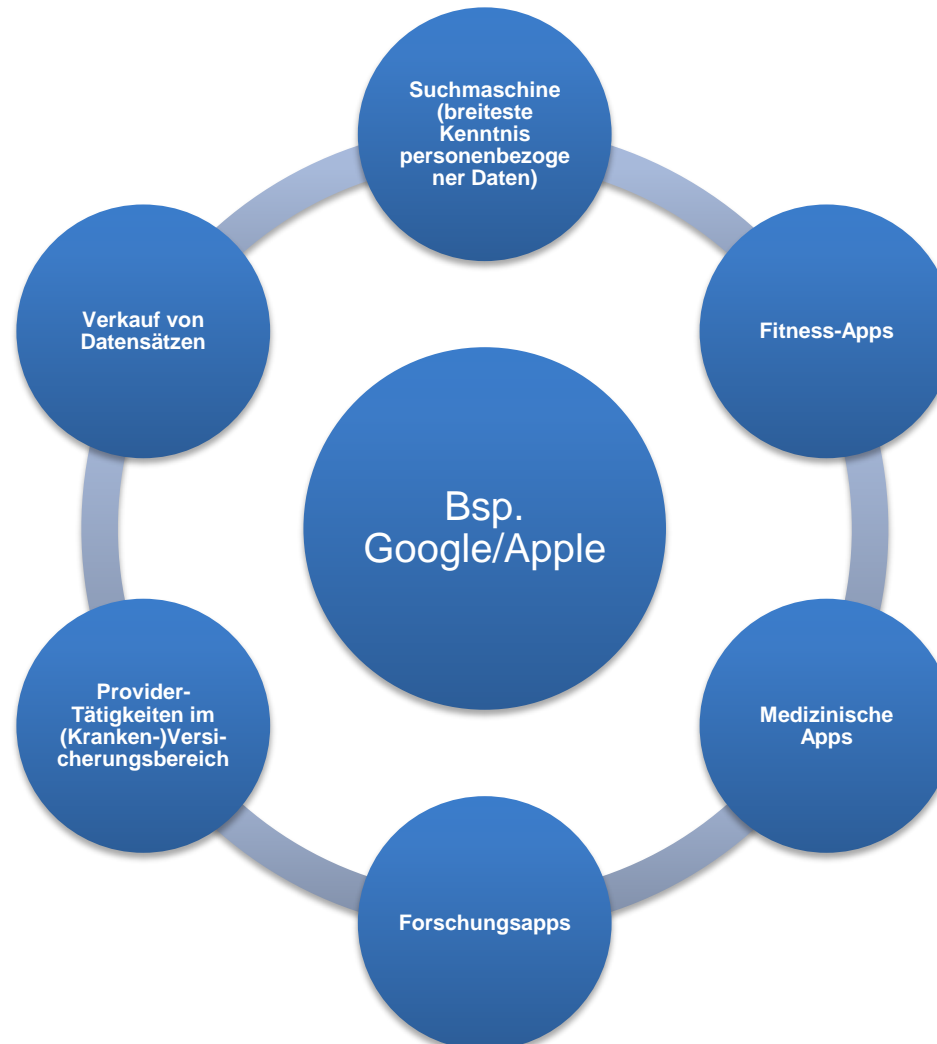 Suchmaschine
(breiteste
Kenntnis
personenbezoge
ner Daten)
Verkauf von
Datensätzen
Fitness-Apps
Bsp.
Google/Apple
Provider-
Tätigkeiten im
(Kranken-)Versi-
cherungsbereich
Medizinische
Apps
Forschungsapps